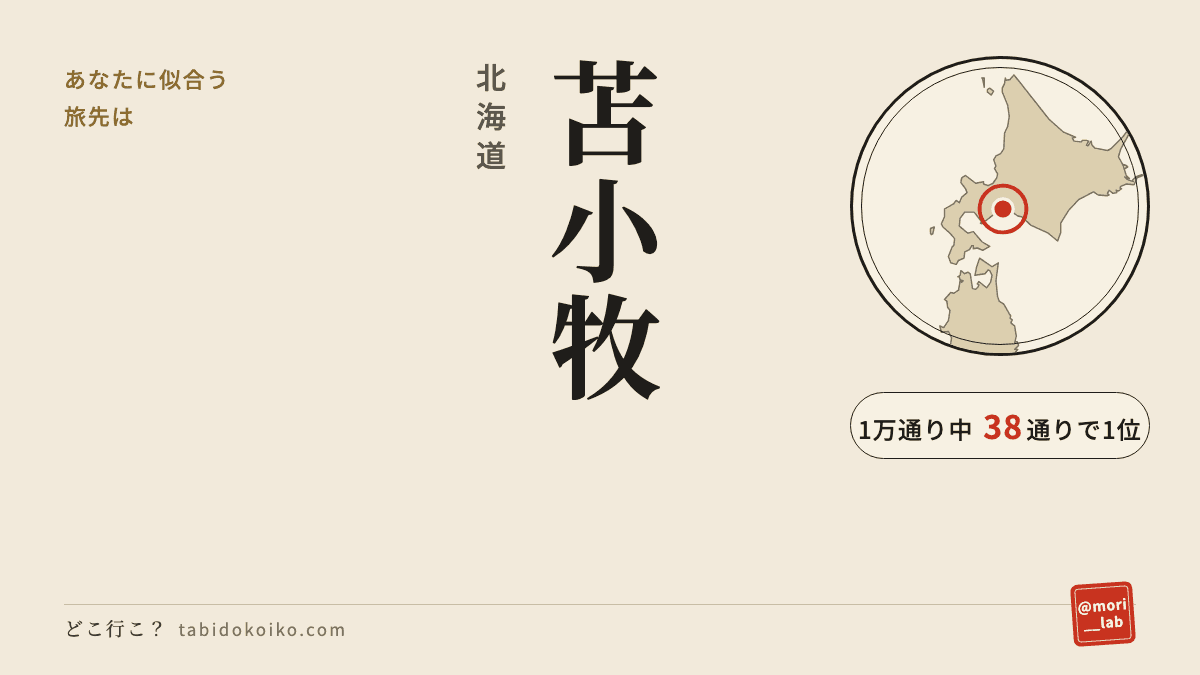 あなたに似合う
旅先は
北海道
苫小牧
1万通り中 38通りで1位
どこ行こ？ tabidokoiko.com
@mori
__lab